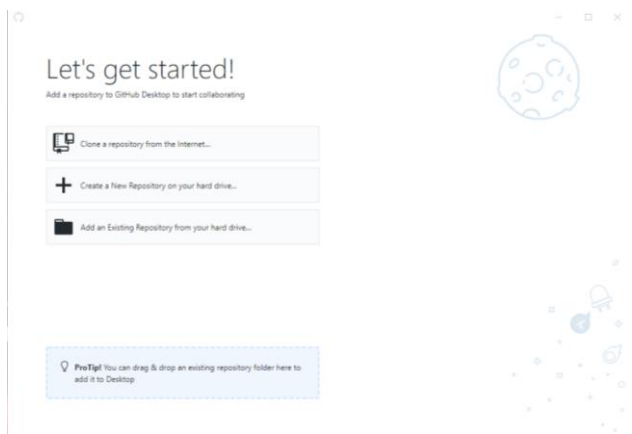 Let's get started!
Add a repository to GitHub Desktop to start collaborating
Clone a repository from the Internet...
Create a New Repository on your hard drive...
Add an Existing Repository from your hard drive...
ProTip! You can drag & drop an existing repository folder here to
add it to Desktop